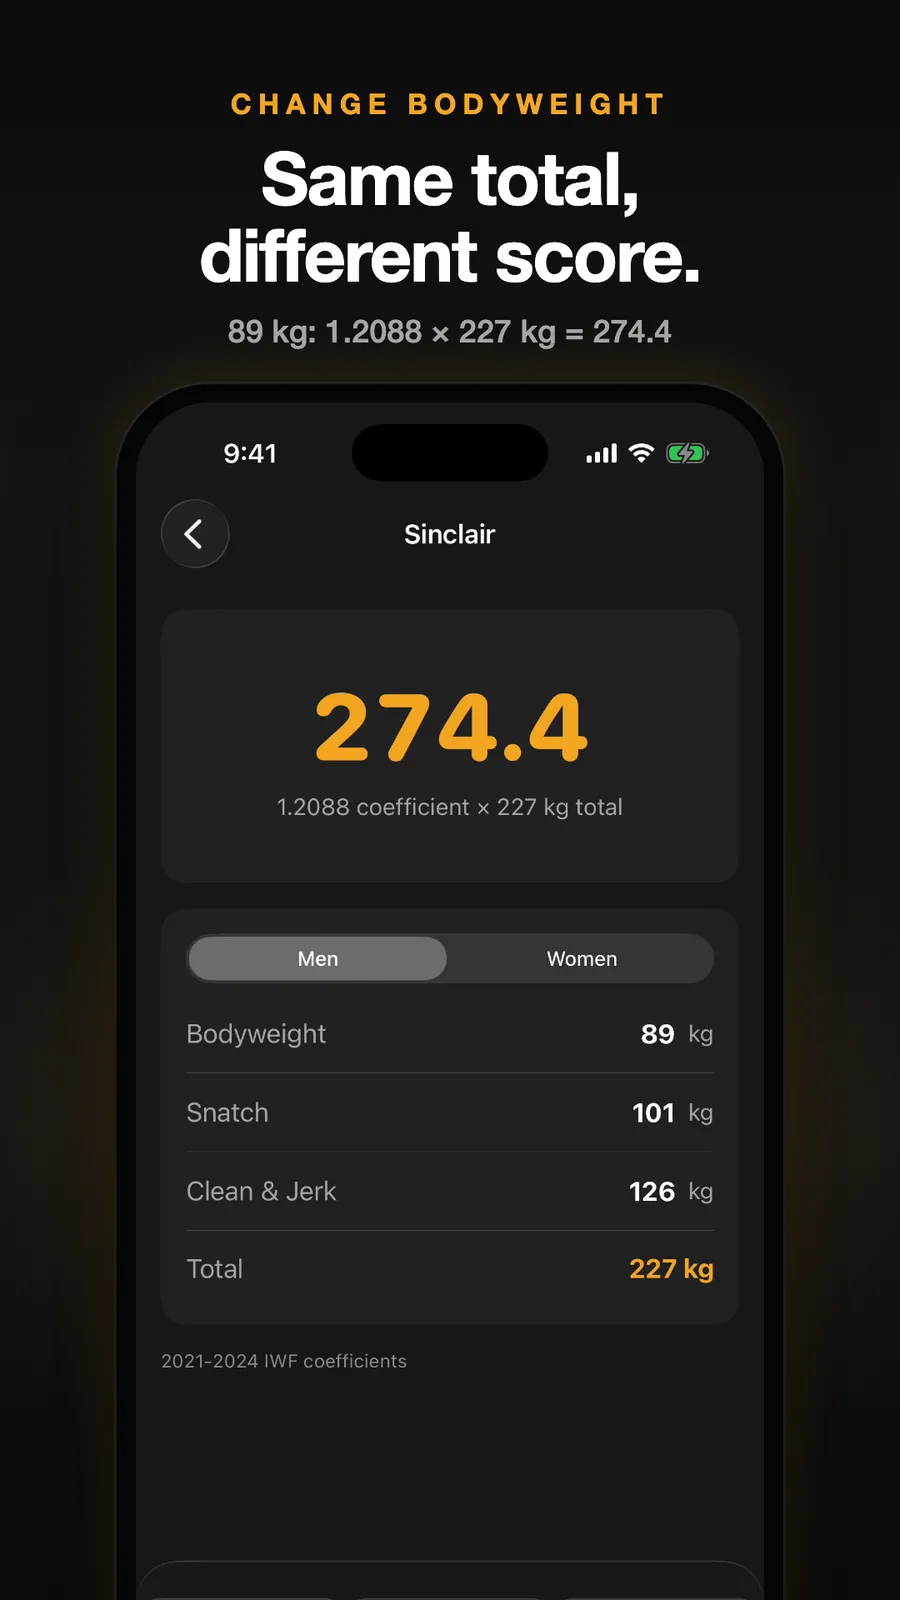 CHANGE BODYWEIGHT
Same total,
different score.
89 kg: 1.2088 × 227 kg = 274.4
9:41
Sinclair
274.4
1.2088 coefficient × 227 kg total
Men Women
Bodyweight 89 kg
Snatch 101 kg
Clean & Jerk 126 kg
Total 227 kg
2021-2024 IWF coefficients